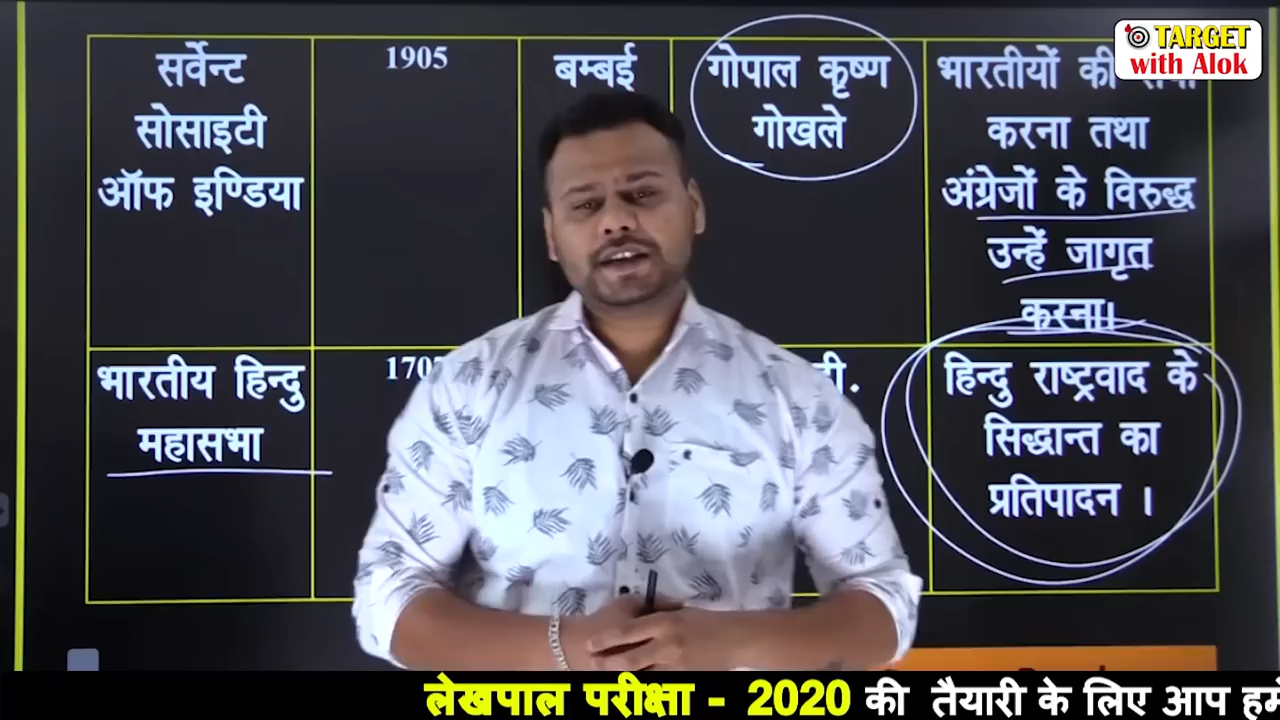 TARGET
with Alok
सर्वेन्ट
सोसाइटी
ऑफ इण्डिया
1905
बम्बई
गोपाल कृष्ण
गोखले
भारतीयों की
करना तथा
अंग्रेजों के विरुद्ध
उन्हें जागृत
करना।
भारतीय हिन्दु
महासभा
170
हिन्दु राष्ट्रवाद के
सिद्धान्त का
प्रतिपादन ।
लेखपाल परीक्षा - 2020 की तैयारी के लिए आप